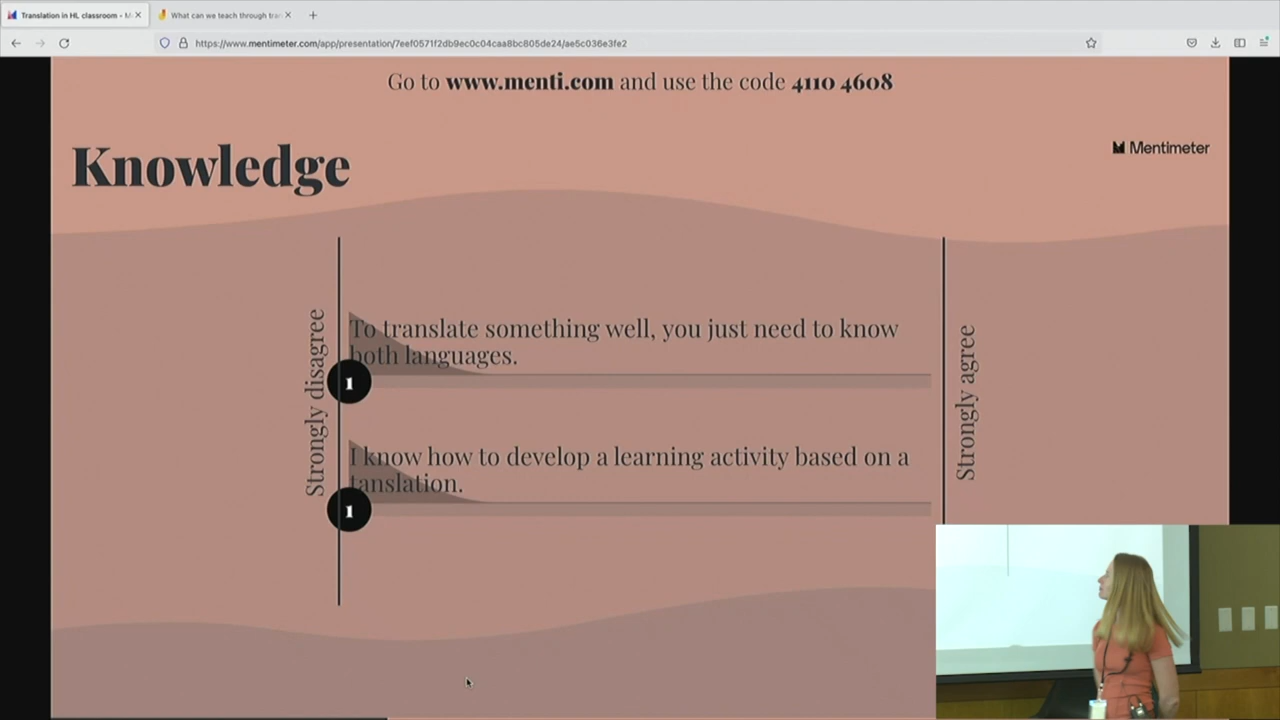 Translation in HL classroom - M
What can we teach through tran
https://www.mentimeter.com/app/presentation/7eef0571f2db9ec0c04caa8bc805de24/ae5c036e3fe2
Go to www.menti.com and use the code 4110 4608
Knowledge
Mentimeter
Strongly disagree
To translate something well, you just need to know
both languages.
1
I know how to develop a learning activity based on a
tanslation.
1
Strongly agree